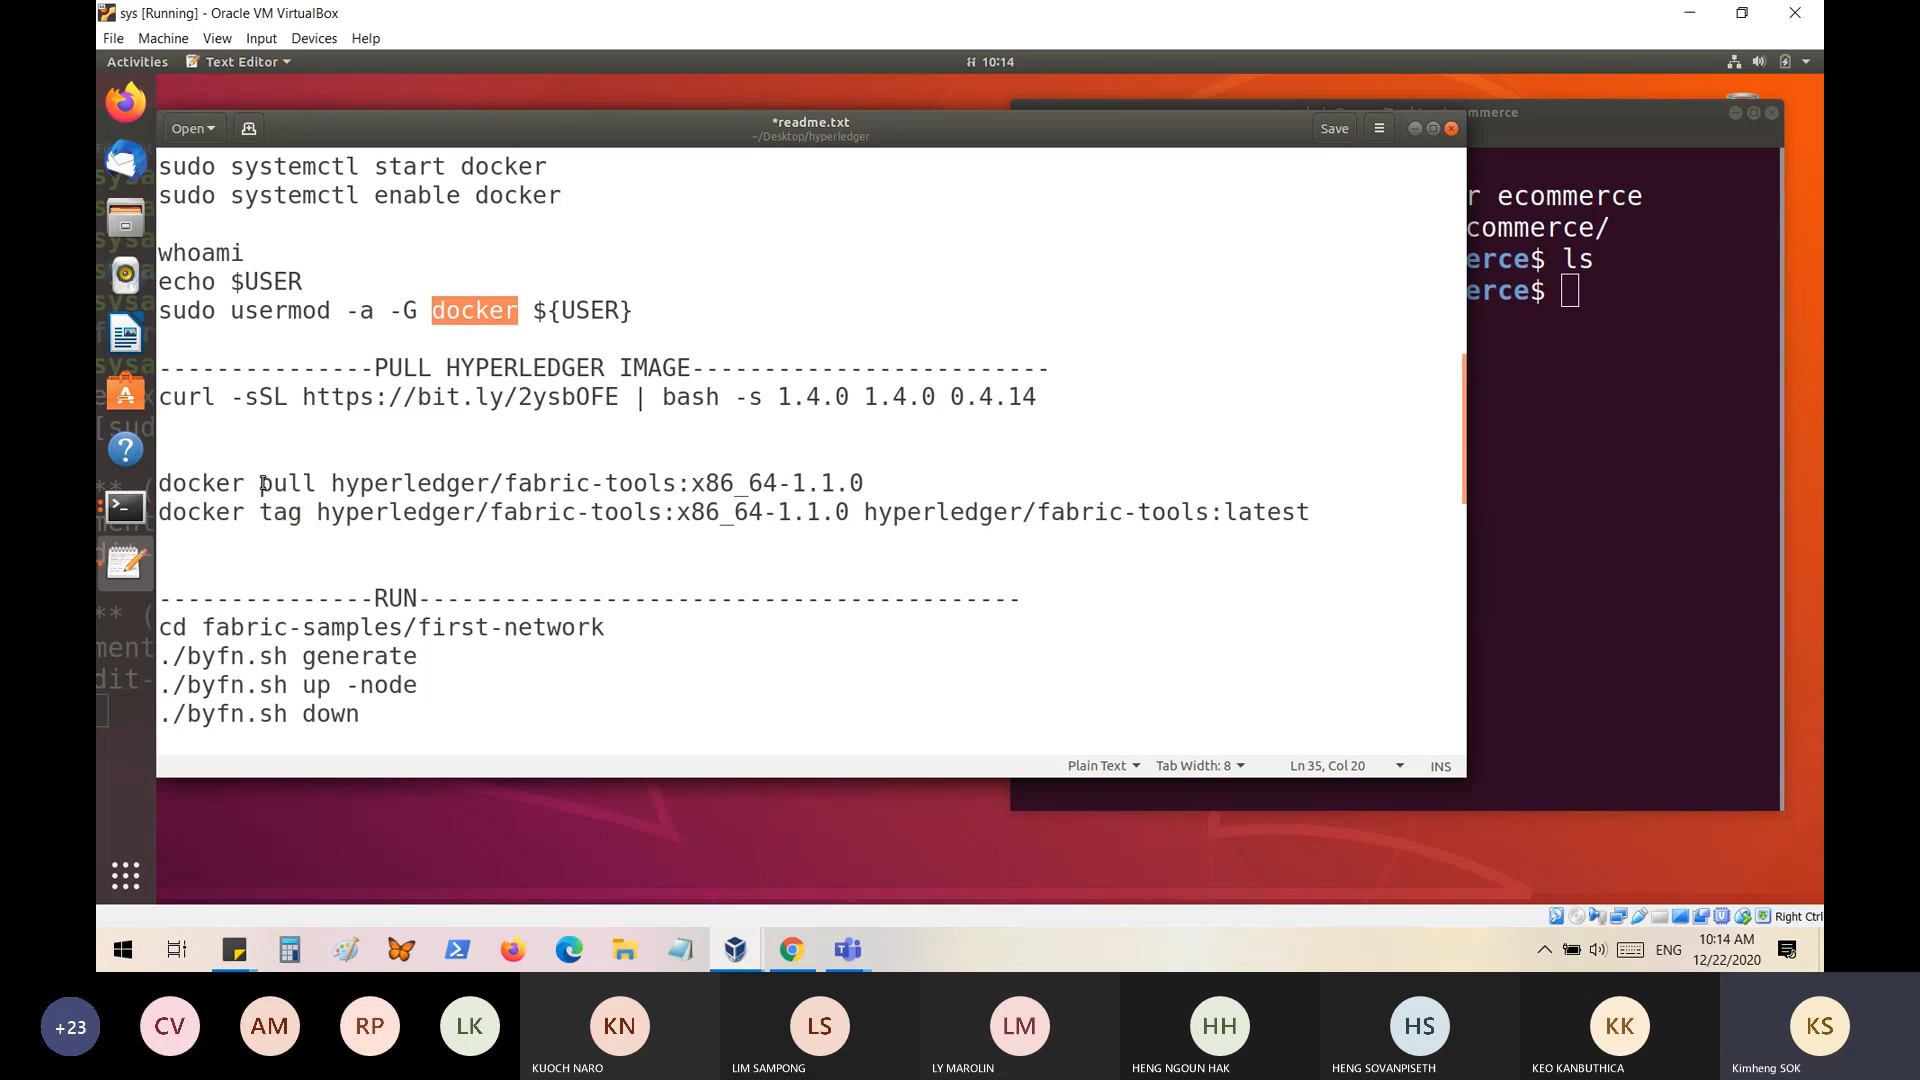 sys [Running] - Oracle VM VirtualBox
File Machine View Input Devices Help
Activities Text Editor 10:14
*readme.txt
~/Desktop/hyperledger
Open Save
mmerce
sudo systemctl start docker
sudo systemctl enable docker
whoami
echo $USER
sudo usermod -a -G docker ${USER}
---------------PULL HYPERLEDGER IMAGE-------------------------
curl -sSL https://bit.ly/2ysbOFE | bash -s 1.4.0 1.4.0 0.4.14
docker pull hyperledger/fabric-tools:x86_64-1.1.0
docker tag hyperledger/fabric-tools:x86_64-1.1.0 hyperledger/fabric-tools:latest
---------------RUN------------------------------------------
cd fabric-samples/first-network
./byfn.sh generate
./byfn.sh up -node
./byfn.sh down
Plain Text Tab Width: 8 Ln 35, Col 20 INS
r ecommerce
commerce/
erce$ ls
erce$
[sud
** (
ment
dit-
Right Ctrl
ENG
10:14 AM
12/22/2020
+23 CV AM RP LK KN LS LM HH HS KK KS
KUOCH NARO LIM SAMPONG LY MAROLIN HENG NGOUN HAK HENG SOVANPISETH KEO KANBUTHICA Kimheng SOK